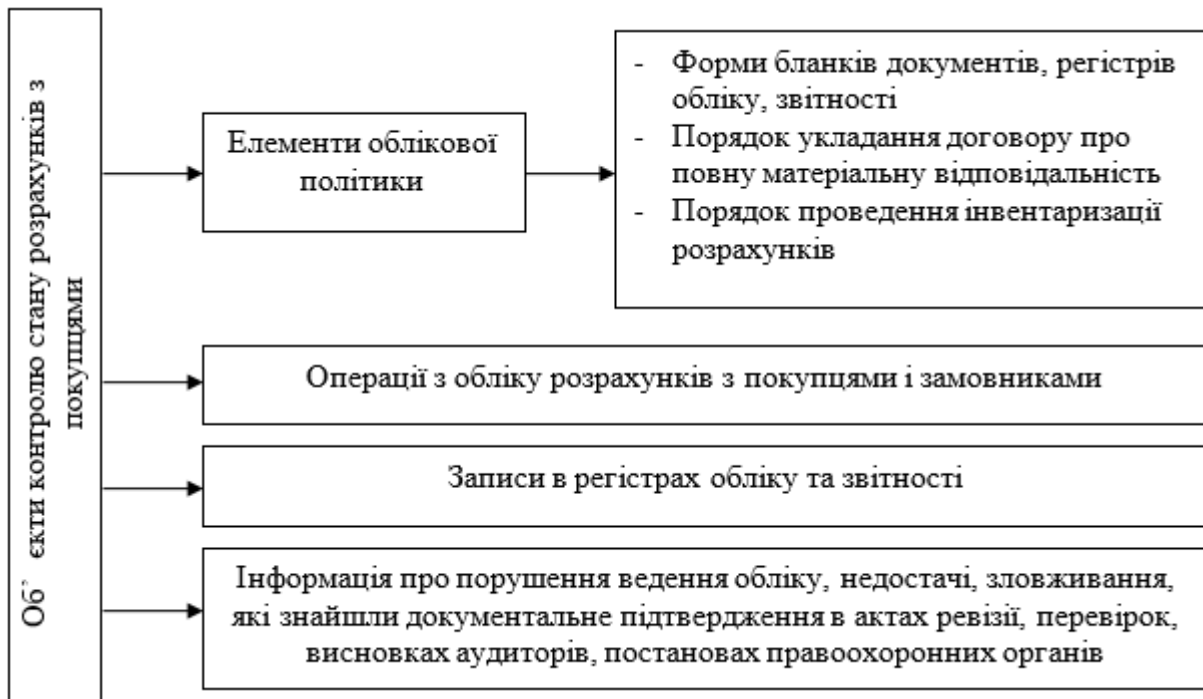 Об᾿єкти контролю стану розрахунків з
покупцями
Елементи облікової
політики
- Форми бланків документів, регістрів
обліку, звітності
- Порядок укладання договору про
повну матеріальну відповідальність
- Порядок проведення інвентаризації
розрахунків
Операції з обліку розрахунків з покупцями і замовниками
Записи в регістрах обліку та звітності
Інформація про порушення ведення обліку, недостачі, зловживання,
які знайшли документальне підтвердження в актах ревізії, перевірок,
висновках аудиторів, постановах правоохоронних органів